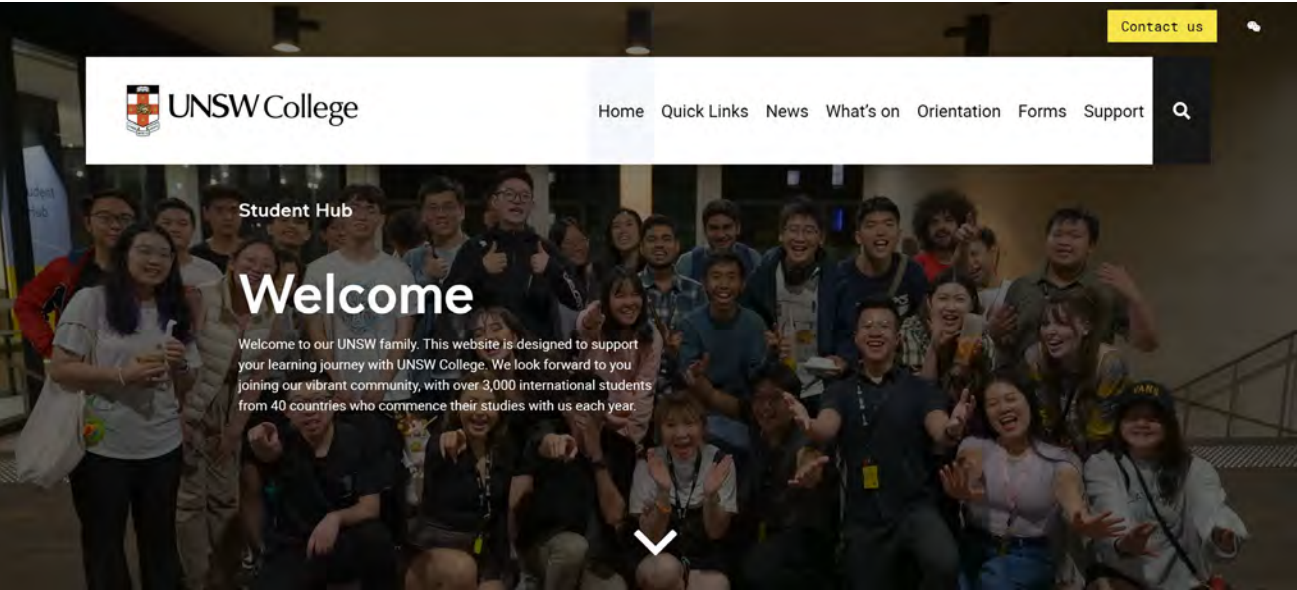 Contact us
UNSW College
Home Quick Links News What's on Orientation Forms Support
Student Hub
Welcome
Welcome to our UNSW family. This website is designed to support
your learning journey with UNSW College. We look forward to you
joining our vibrant community, with over 3,000 international students
from 40 countries who commence their studies with us each year.